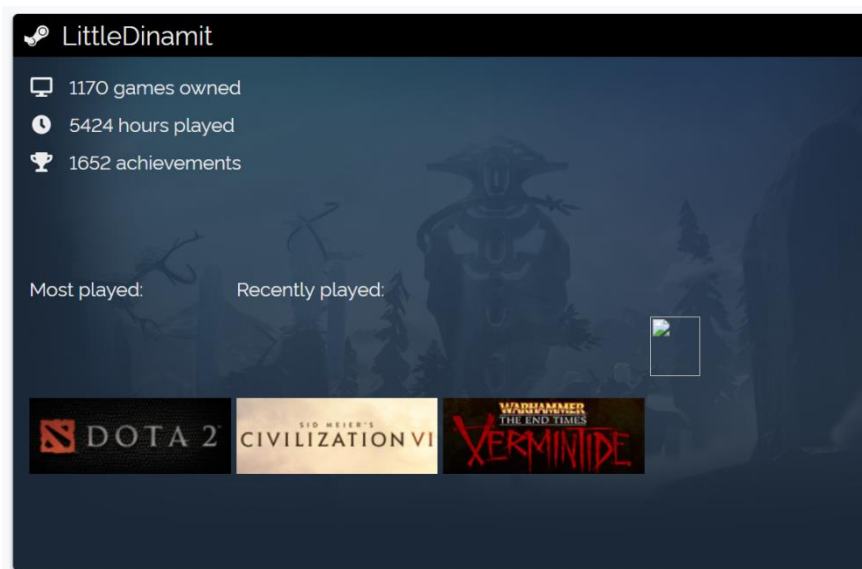 LittleDinamit
1170 games owned
5424 hours played
1652 achievements
Most played: Recently played:
DOTA 2
SID MEIER'S
CIVILIZATION VI
WARHAMMER
THE END TIMES
VERMINTIDE